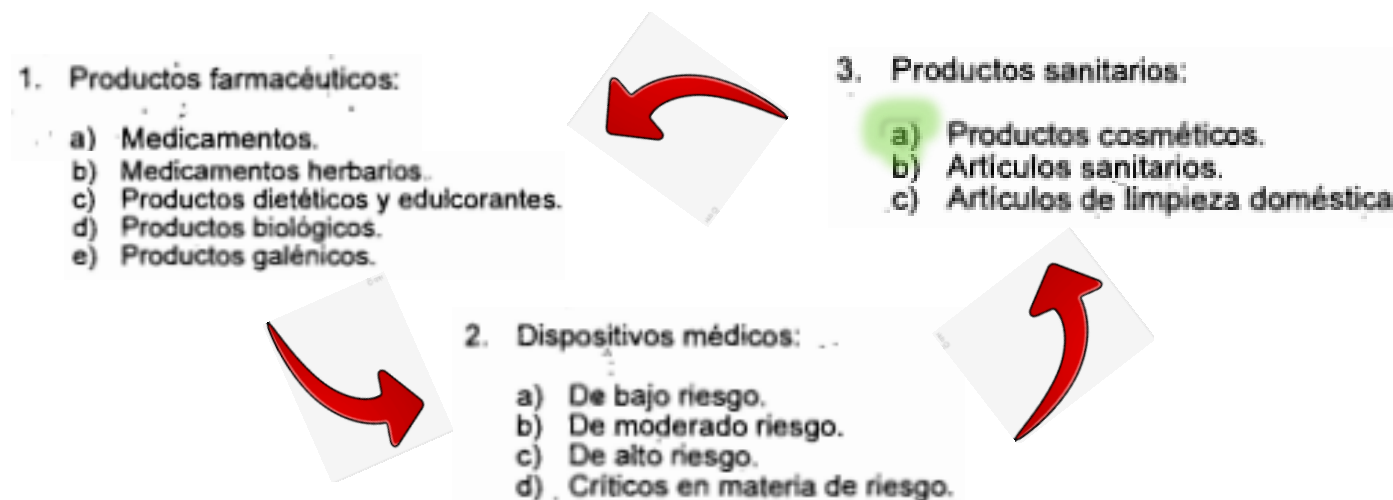 1. Productos farmacéuticos:
a) Medicamentos.
b) Medicamentos herbarios.
c) Productos dietéticos y edulcorantes.
d) Productos biológicos.
e) Productos galénicos.
2. Dispositivos médicos:
a) De bajo riesgo.
b) De moderado riesgo.
c) De alto riesgo.
d) Críticos en materia de riesgo.
3. Productos sanitarios:
a) Productos cosméticos.
b) Artículos sanitarios.
c) Artículos de limpieza doméstica